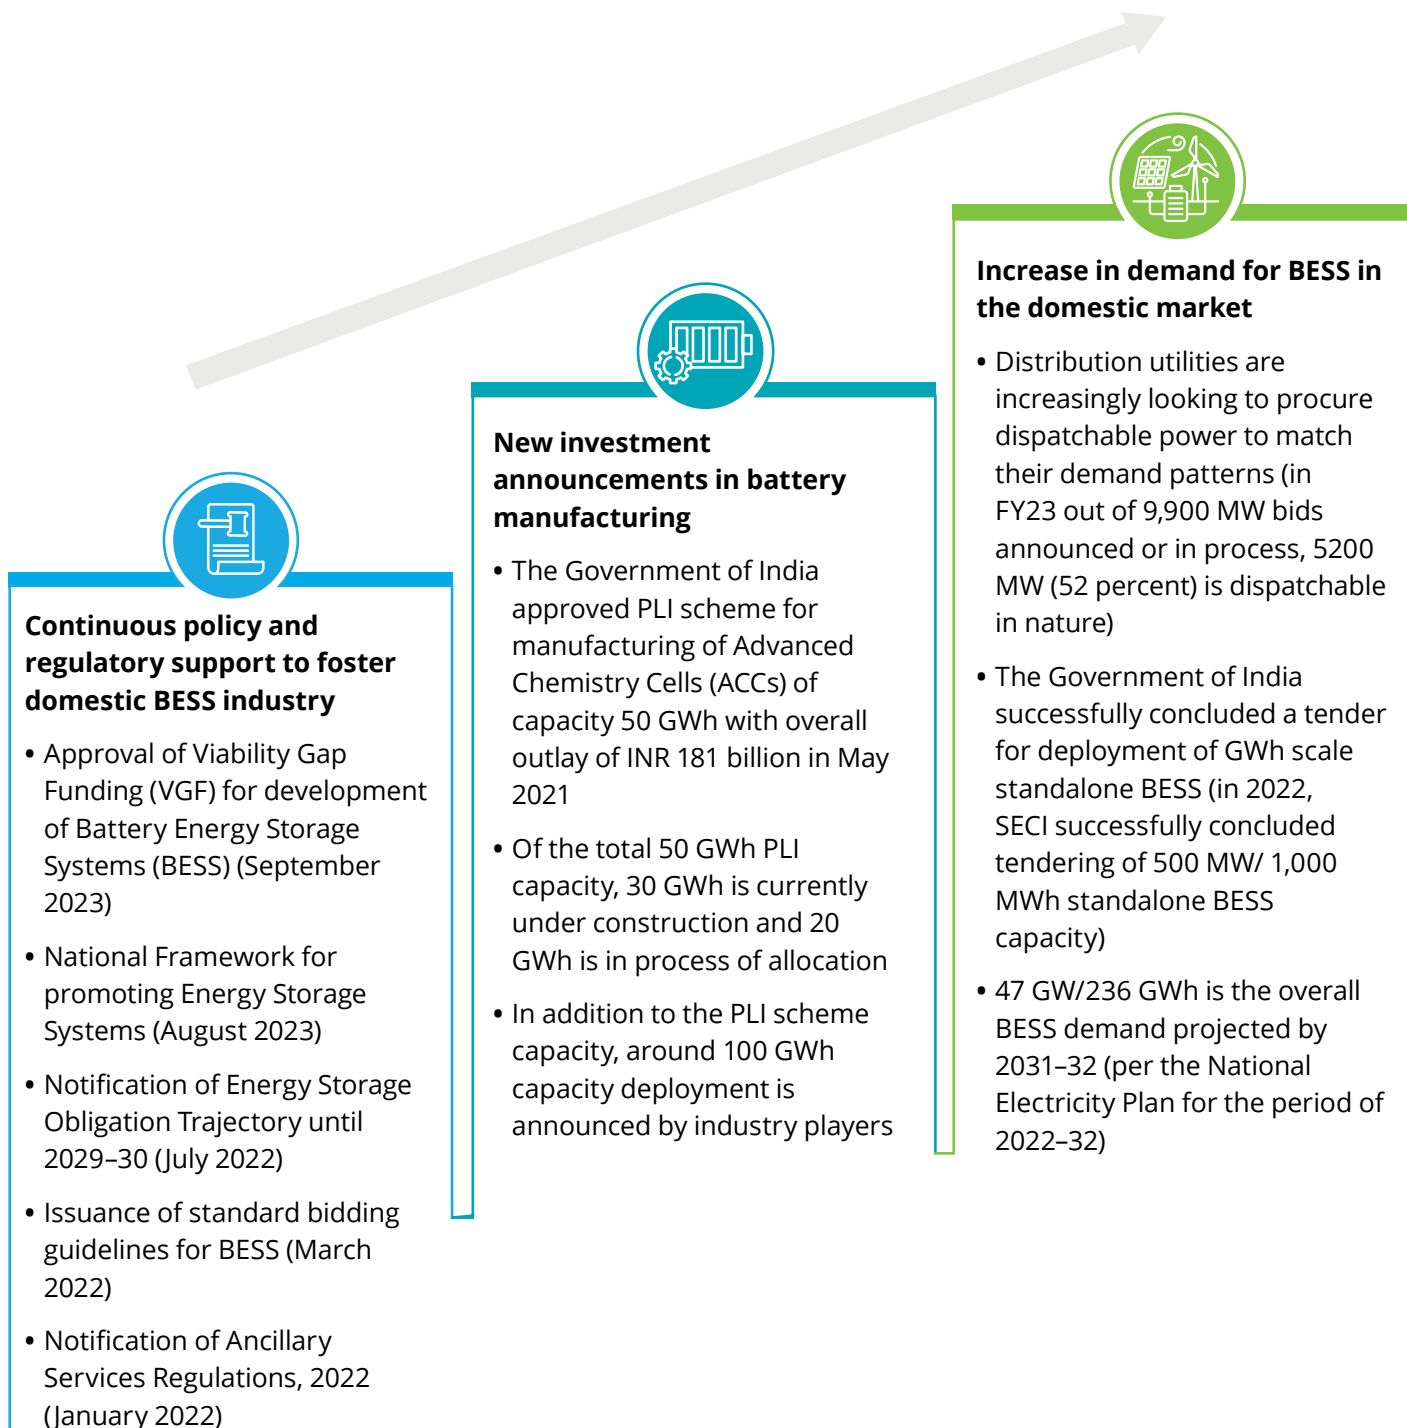 Continuous policy and
regulatory support to foster
domestic BESS industry
• Approval of Viability Gap
Funding (VGF) for development
of Battery Energy Storage
Systems (BESS) (September
2023)
• National Framework for
promoting Energy Storage
Systems (August 2023)
• Notification of Energy Storage
Obligation Trajectory until
2029–30 (July 2022)
• Issuance of standard bidding
guidelines for BESS (March
2022)
• Notification of Ancillary
Services Regulations, 2022
(January 2022)
New investment
announcements in battery
manufacturing
• The Government of India
approved PLI scheme for
manufacturing of Advanced
Chemistry Cells (ACCs) of
capacity 50 GWh with overall
outlay of INR 181 billion in May
2021
• Of the total 50 GWh PLI
capacity, 30 GWh is currently
under construction and 20
GWh is in process of allocation
• In addition to the PLI scheme
capacity, around 100 GWh
capacity deployment is
announced by industry players
Increase in demand for BESS in
the domestic market
• Distribution utilities are
increasingly looking to procure
dispatchable power to match
their demand patterns (in
FY23 out of 9,900 MW bids
announced or in process, 5200
MW (52 percent) is dispatchable
in nature)
• The Government of India
successfully concluded a tender
for deployment of GWh scale
standalone BESS (in 2022,
SECI successfully concluded
tendering of 500 MW/ 1,000
MWh standalone BESS
capacity)
• 47 GW/236 GWh is the overall
BESS demand projected by
2031–32 (per the National
Electricity Plan for the period of
2022–32)